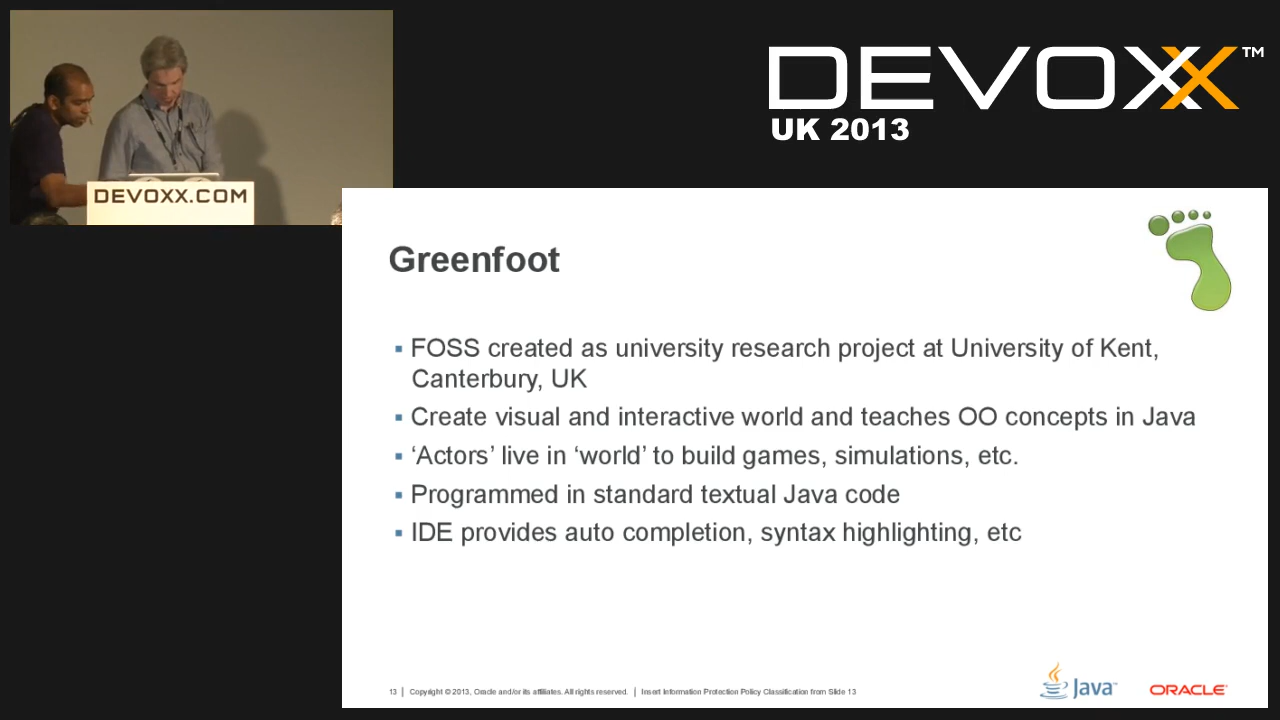 DEVOXX™
UK 2013
DEVOXX.COM
Greenfoot
▪ FOSS created as university research project at University of Kent,
Canterbury, UK
▪ Create visual and interactive world and teaches OO concepts in Java
▪ ‘Actors’ live in ‘world’ to build games, simulations, etc.
▪ Programmed in standard textual Java code
▪ IDE provides auto completion, syntax highlighting, etc
13 | Copyright © 2013, Oracle and/or its affiliates. All rights reserved. | Insert Information Protection Policy Classification from Slide 13
Java™
ORACLE®